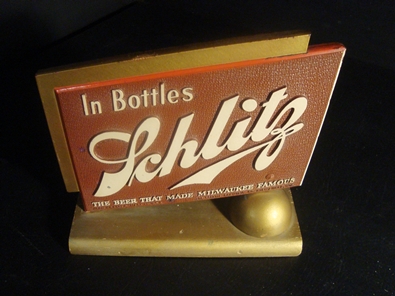 In Bottles
Schlitz
THE BEER THAT MADE MILWAUKEE FAMOUS